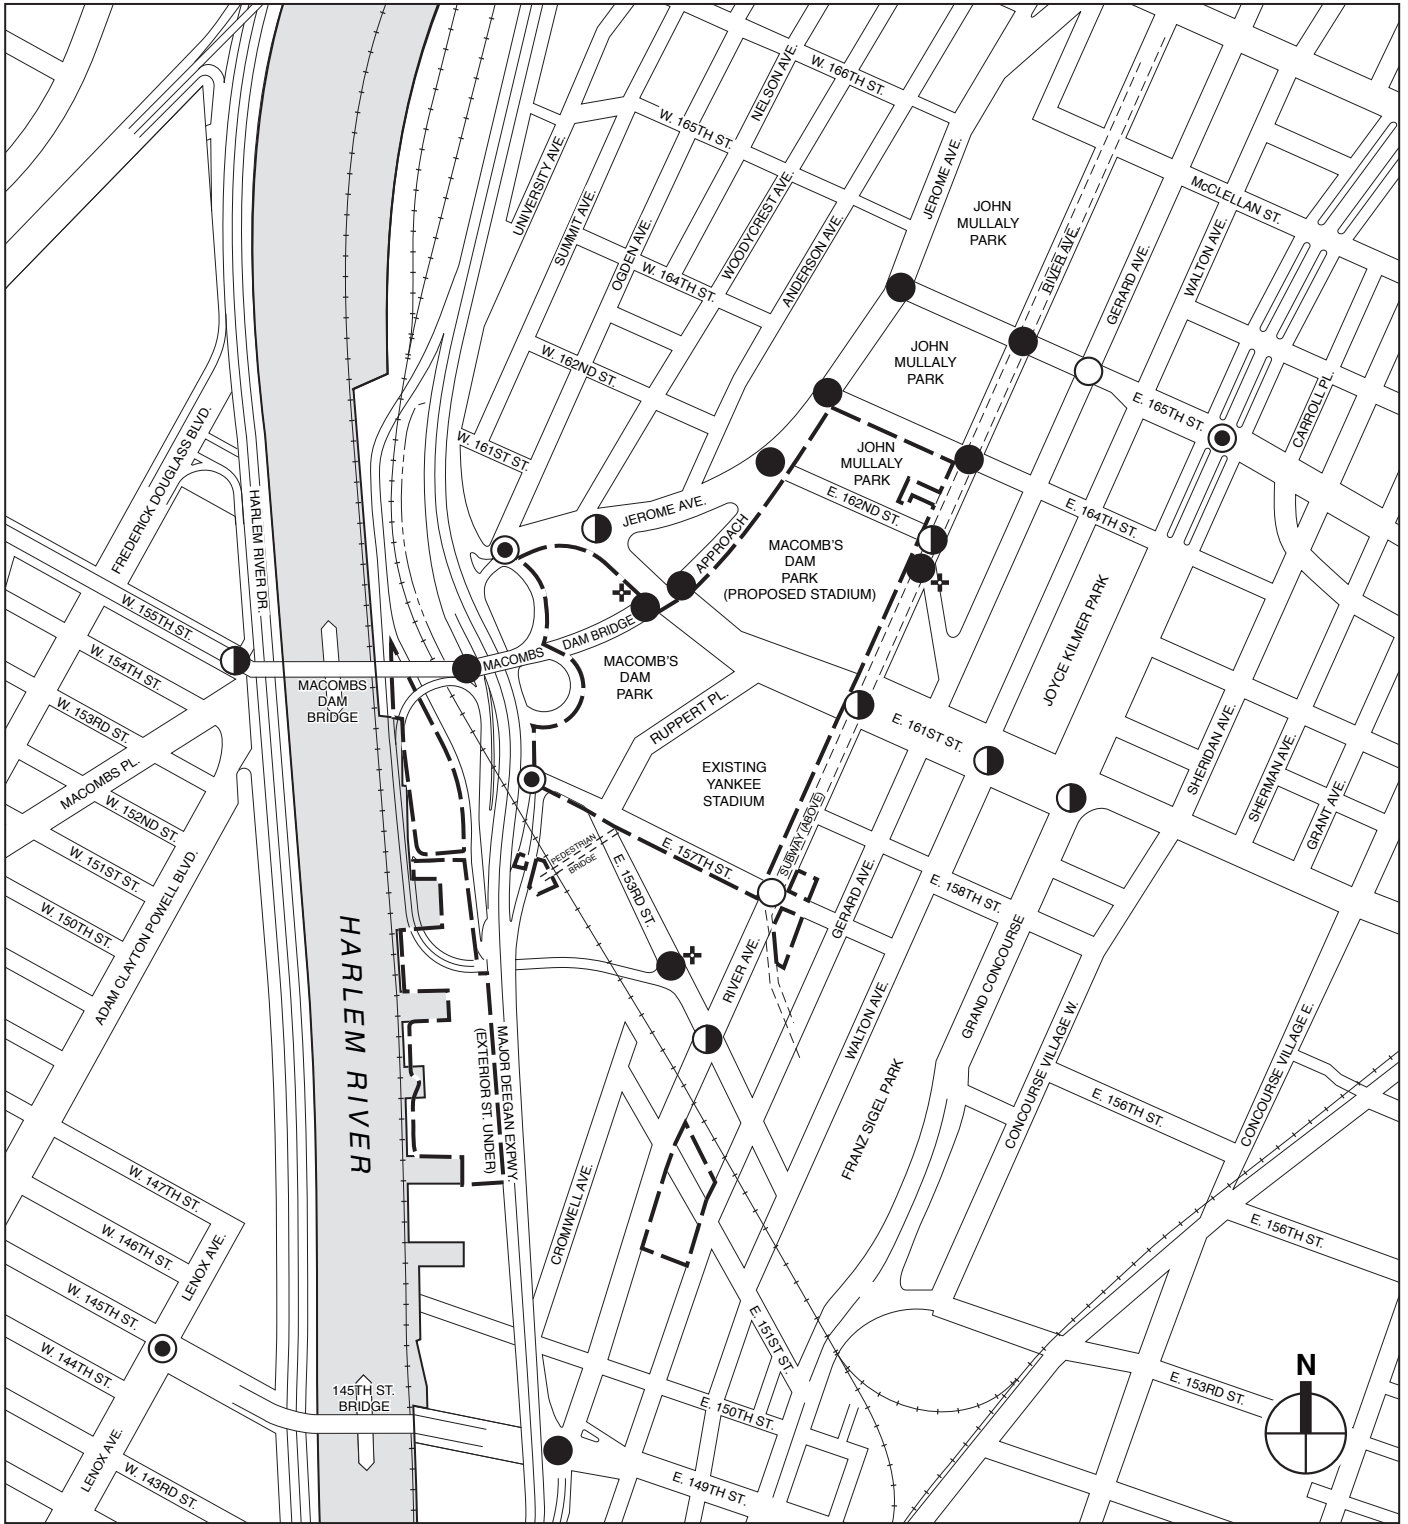 W. 166TH ST.
NELSON AVE.
W. 165TH ST.
UNIVERSITY AVE.
JEROME AVE.
McCLELLAN ST.
SUMMIT AVE.
WOODYCREST AVE.
JOHN
MULLALY
PARK
OGDEN AVE.
ANDERSON AVE.
RIVER AVE.
WALTON AVE.
GERARD AVE.
W. 164TH ST.
W. 162ND ST.
JOHN
MULLALY
PARK
E. 165TH ST.
CARROLL PL.
FREDERICK DOUGLASS BLVD.
W. 161ST ST.
JOHN
MULLALY
PARK
HARLEM RIVER DR.
JEROME AVE.
E. 162ND ST.
E. 164TH ST.
APPROACH
MACOMB'S
DAM
PARK
(PROPOSED STADIUM)
W. 155TH ST.
W. 154TH ST.
W. 153RD ST.
MACOMBS PL.
MACOMBS
DAM
BRIDGE
MACOMBS DAM BRIDGE
MACOMB'S
DAM
PARK
JOYCE KILMER PARK
RUPPERT PL.
E. 161ST ST.
SHERIDAN AVE.
SHERMAN AVE.
GRANT AVE.
EXISTING
YANKEE
STADIUM
SUBWAY (ABOVE)
W. 152ND ST.
W. 151ST ST.
W. 150TH ST.
ADAM CLAYTON POWELL BLVD.
PEDESTRIAN
BRIDGE
E. 157TH ST.
E. 153RD ST.
GERARD AVE.
E. 158TH ST.
RIVER AVE.
WALTON AVE.
GRAND CONCOURSE
HARLEM RIVER
MAJOR DEEGAN EXPWY.
(EXTERIOR ST. UNDER)
FRANZ SIGEL PARK
CONCOURSE VILLAGE W.
CONCOURSE VILLAGE E.
E. 156TH ST.
W. 147TH ST.
W. 146TH ST.
LENOX AVE.
CROMWELL AVE.
E. 156TH ST.
W. 145TH ST.
W. 144TH ST.
E. 151ST ST.
145TH ST.
BRIDGE
N
E. 153RD ST.
E. 150TH ST.
LENOX AVE.
W. 143RD ST.
E. 149TH ST.